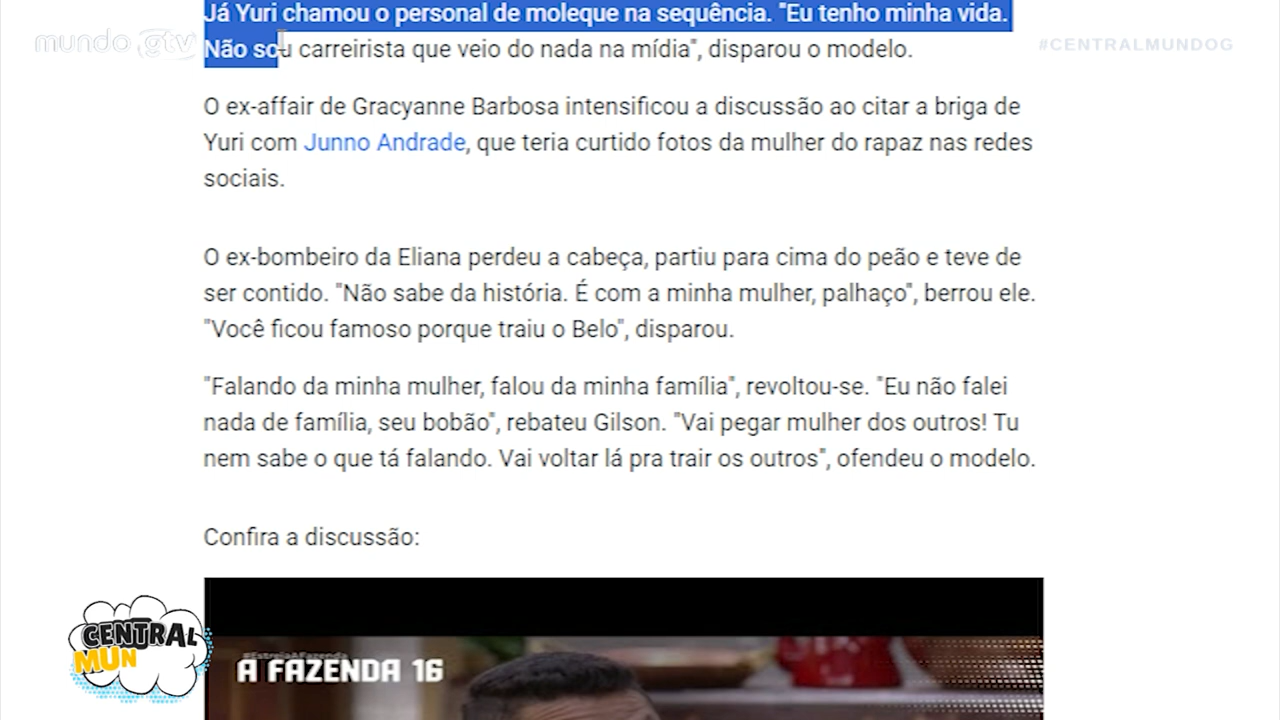 Já Yuri chamou o personal de moleque na sequência. "Eu tenho minha vida.
mundo gtv
#CENTRALMUNDOG
Não sou carreirista que veio do nada na mídia", disparou o modelo.
O ex-affair de Gracyanne Barbosa intensificou a discussão ao citar a briga de
Yuri com Junno Andrade, que teria curtido fotos da mulher do rapaz nas redes
sociais.
O ex-bombeiro da Eliana perdeu a cabeça, partiu para cima do peão e teve de
ser contido. "Não sabe da história. É com a minha mulher, palhaço", berrou ele.
"Você ficou famoso porque traiu o Belo", disparou.
"Falando da minha mulher, falou da minha família", revoltou-se. "Eu não falei
nada de família, seu bobão", rebateu Gilson. "Vai pegar mulher dos outros! Tu
nem sabe o que tá falando. Vai voltar lá pra trair os outros", ofendeu o modelo.
Confira a discussão:
CENTRAL
MUN
#EstreiaAFazenda
A FAZENDA 16